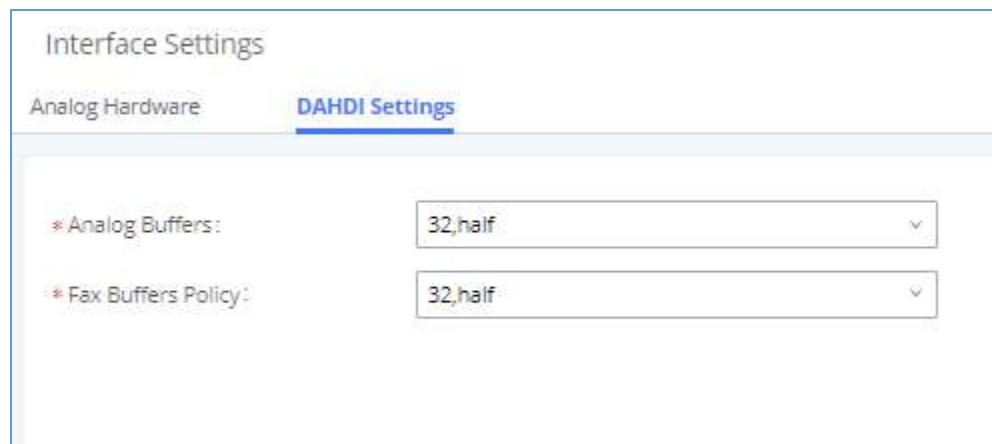 Interface Settings
Analog Hardware DAHDI Settings
* Analog Buffers: 32,half
* Fax Buffers Policy: 32,half